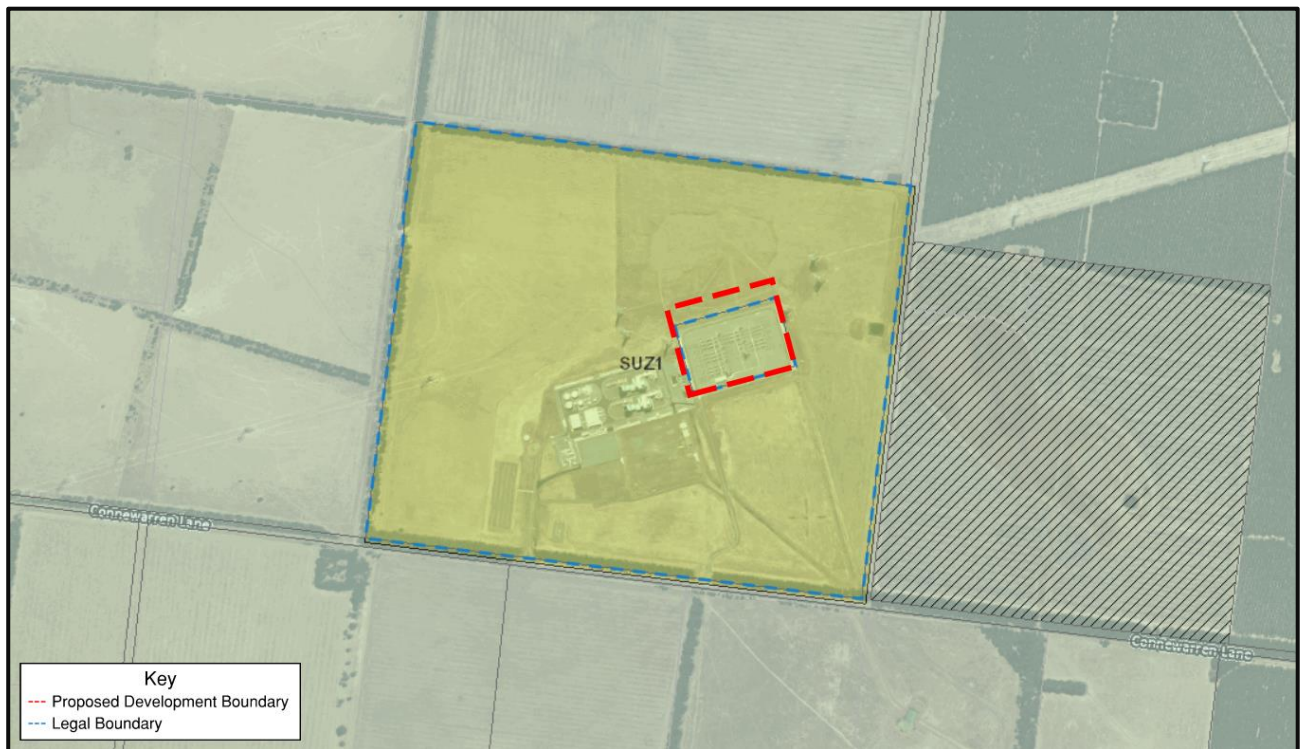 SUZ1
Connewarren Lane
Connewarren Lane
Key
Proposed Development Boundary
Legal Boundary